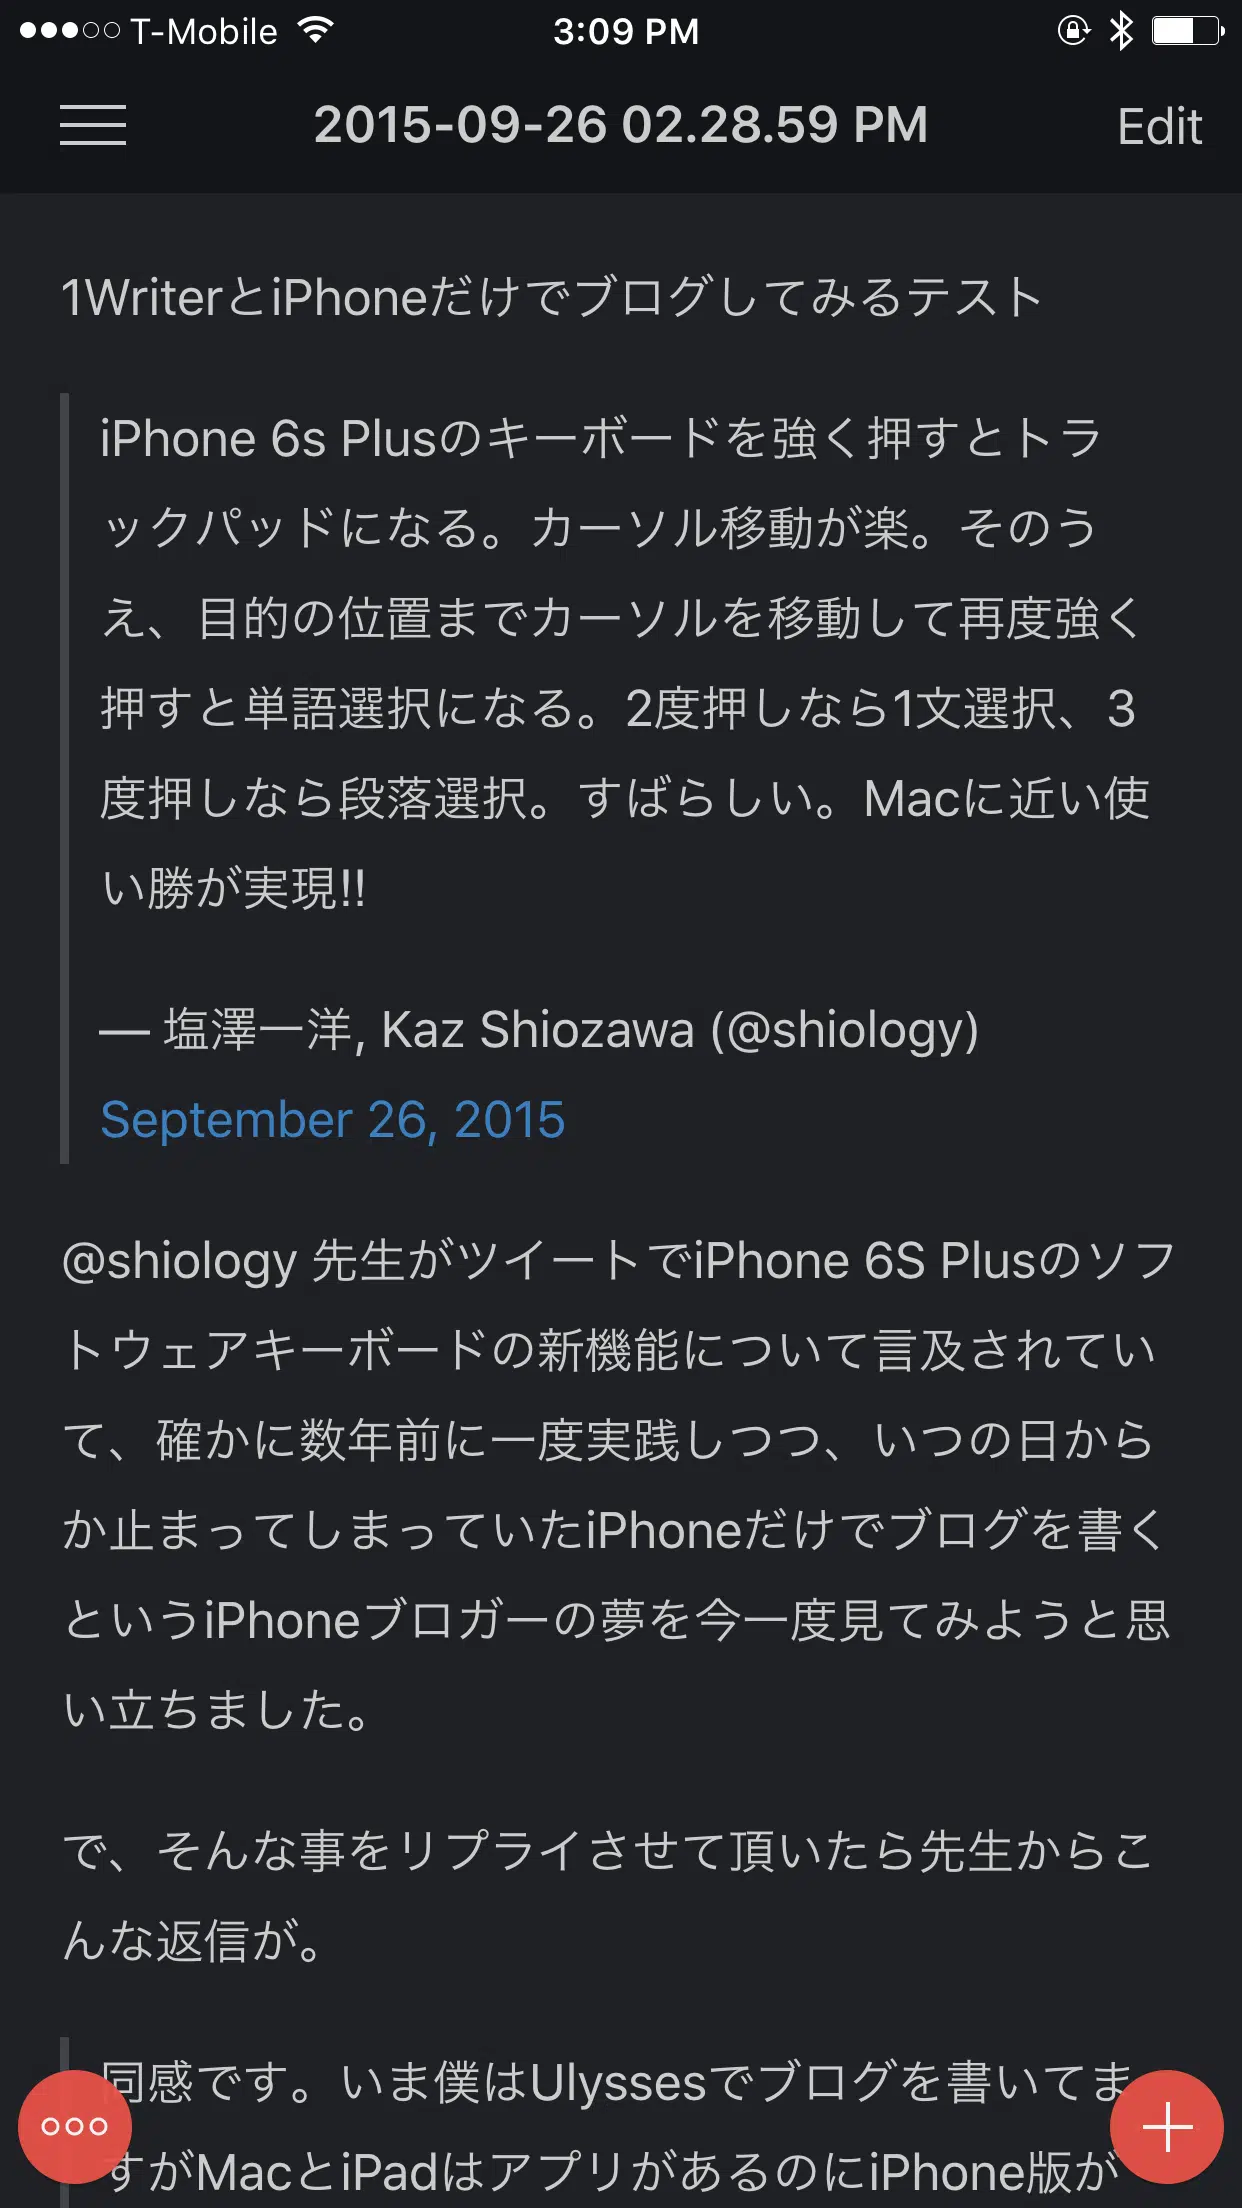 T-Mobile 3:09 PM
2015-09-26 02.28.59 PM Edit
1WriterとiPhoneだけでブログしてみるテスト
iPhone 6s Plusのキーボードを強く押すとトラ
ックパッドになる。カーソル移動が楽。そのう
え、目的の位置までカーソルを移動して再度強く
押すと単語選択になる。2度押しなら1文選択、3
度押しなら段落選択。すばらしい。Macに近い使
い勝が実現!!
— 塩澤一洋, Kaz Shiozawa (@shiology)
September 26, 2015
@shiology 先生がツイートでiPhone 6S Plusのソフ
トウェアキーボードの新機能について言及されてい
て、確かに数年前に一度実践しつつ、いつの日から
か止まってしまっていたiPhoneだけでブログを書く
というiPhoneブロガーの夢を今一度見てみようと思
い立ちました。
で、そんな事をリプライさせて頂いたら先生からこ
んな返信が。
同感です。いま僕はUlyssesでブログを書いてま
すがMacとiPadはアプリがあるのにiPhone版が